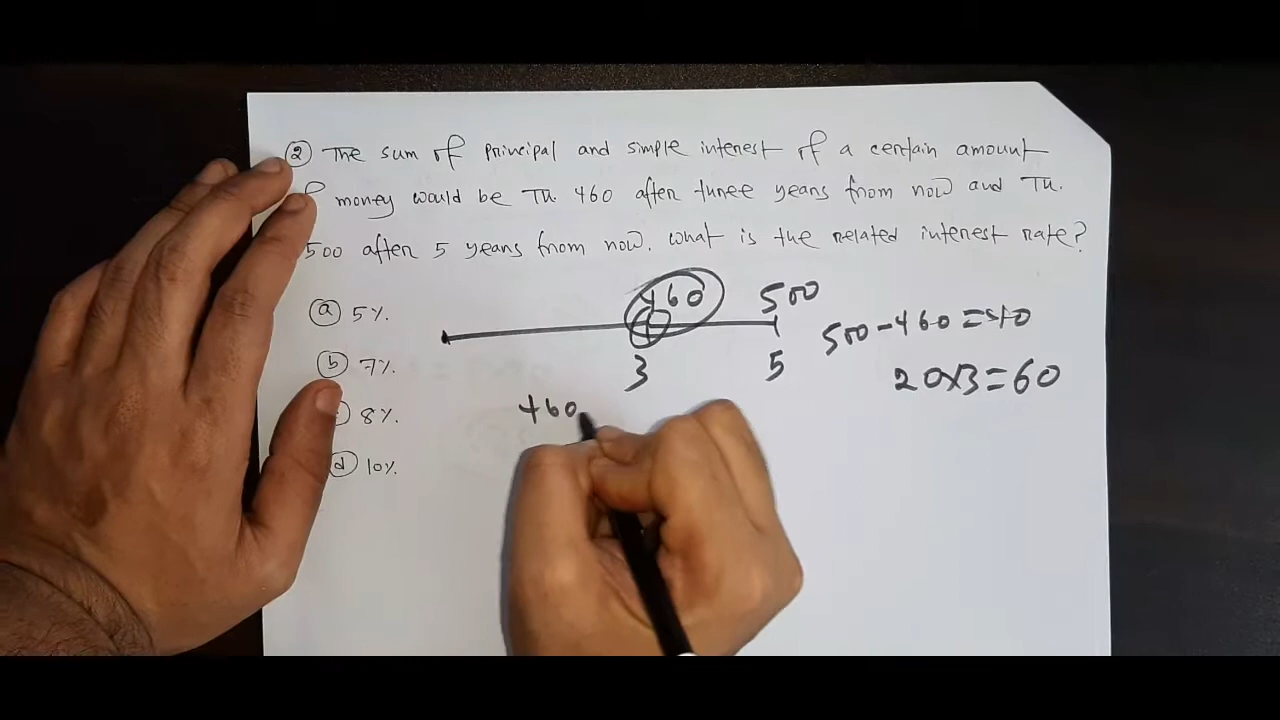 ② The sum of principal and simple interest of a certain amount
money would be Tk. 460 after three years from now and Tk.
500 after 5 years from now. What is the related interest rate?
ⓐ 5%.
ⓑ 7%.
8%.
ⓓ 10%.
460 500
3 5
500-460=40
20x3=60
460